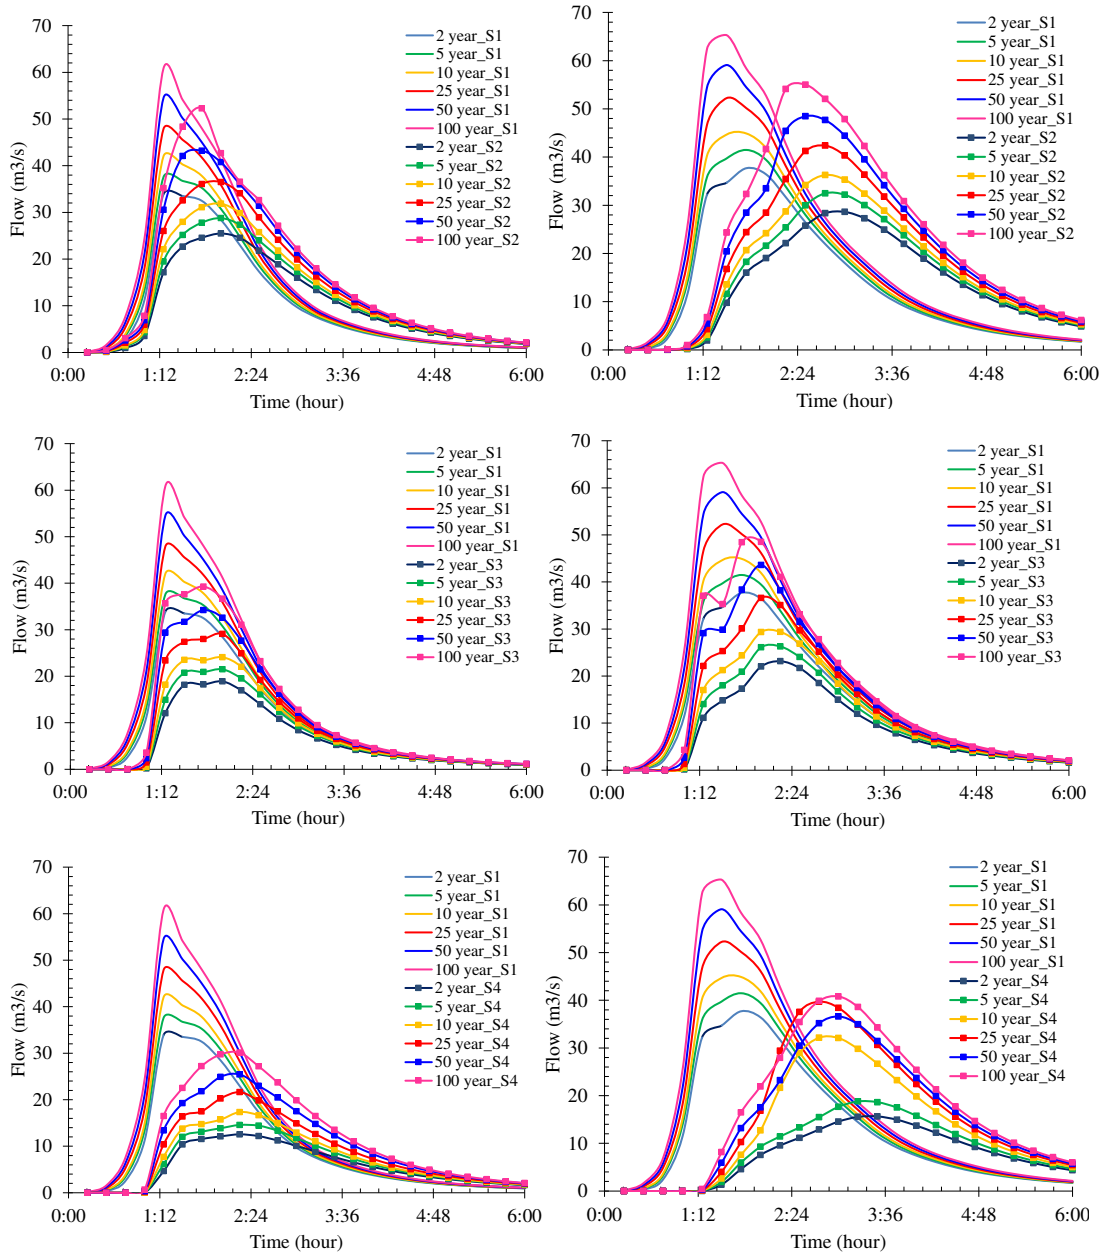 70
60
50
40
30
20
10
0
Flow (m3/s)
0:00 1:12 2:24 3:36 4:48 6:00
Time (hour)
2 year_S1
5 year_S1
10 year_S1
25 year_S1
50 year_S1
100 year_S1
2 year_S2
5 year_S2
10 year_S2
25 year_S2
50 year_S2
100 year_S2
70
60
50
40
30
20
10
0
Flow (m3/s)
0:00 1:12 2:24 3:36 4:48 6:00
Time (hour)
2 year_S1
5 year_S1
10 year_S1
25 year_S1
50 year_S1
100 year_S1
2 year_S2
5 year_S2
10 year_S2
25 year_S2
50 year_S2
100 year_S2
70
60
50
40
30
20
10
0
Flow (m3/s)
0:00 1:12 2:24 3:36 4:48 6:00
Time (hour)
2 year_S1
5 year_S1
10 year_S1
25 year_S1
50 year_S1
100 year_S1
2 year_S3
5 year_S3
10 year_S3
25 year_S3
50 year_S3
100 year_S3
70
60
50
40
30
20
10
0
Flow (m3/s)
0:00 1:12 2:24 3:36 4:48 6:00
Time (hour)
2 year_S1
5 year_S1
10 year_S1
25 year_S1
50 year_S1
100 year_S1
2 year_S3
5 year_S3
10 year_S3
25 year_S3
50 year_S3
100 year_S3
70
60
50
40
30
20
10
0
Flow (m3/s)
0:00 1:12 2:24 3:36 4:48 6:00
Time (hour)
2 year_S1
5 year_S1
10 year_S1
25 year_S1
50 year_S1
100 year_S1
2 year_S4
5 year_S4
10 year_S4
25 year_S4
50 year_S4
100 year_S4
70
60
50
40
30
20
10
0
Flow (m3/s)
0:00 1:12 2:24 3:36 4:48 6:00
Time (hour)
2 year_S1
5 year_S1
10 year_S1
25 year_S1
50 year_S1
100 year_S1
2 year_S4
5 year_S4
10 year_S4
25 year_S4
50 year_S4
100 year_S4